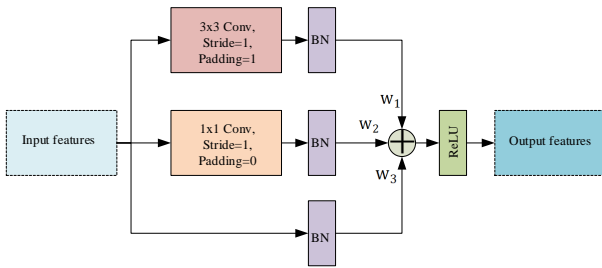 Input features
3x3 Conv,
Stride=1,
Padding=1
BN
W1
1x1 Conv,
Stride=1,
Padding=0
BN
W2
BN
W3
ReLU
Output features